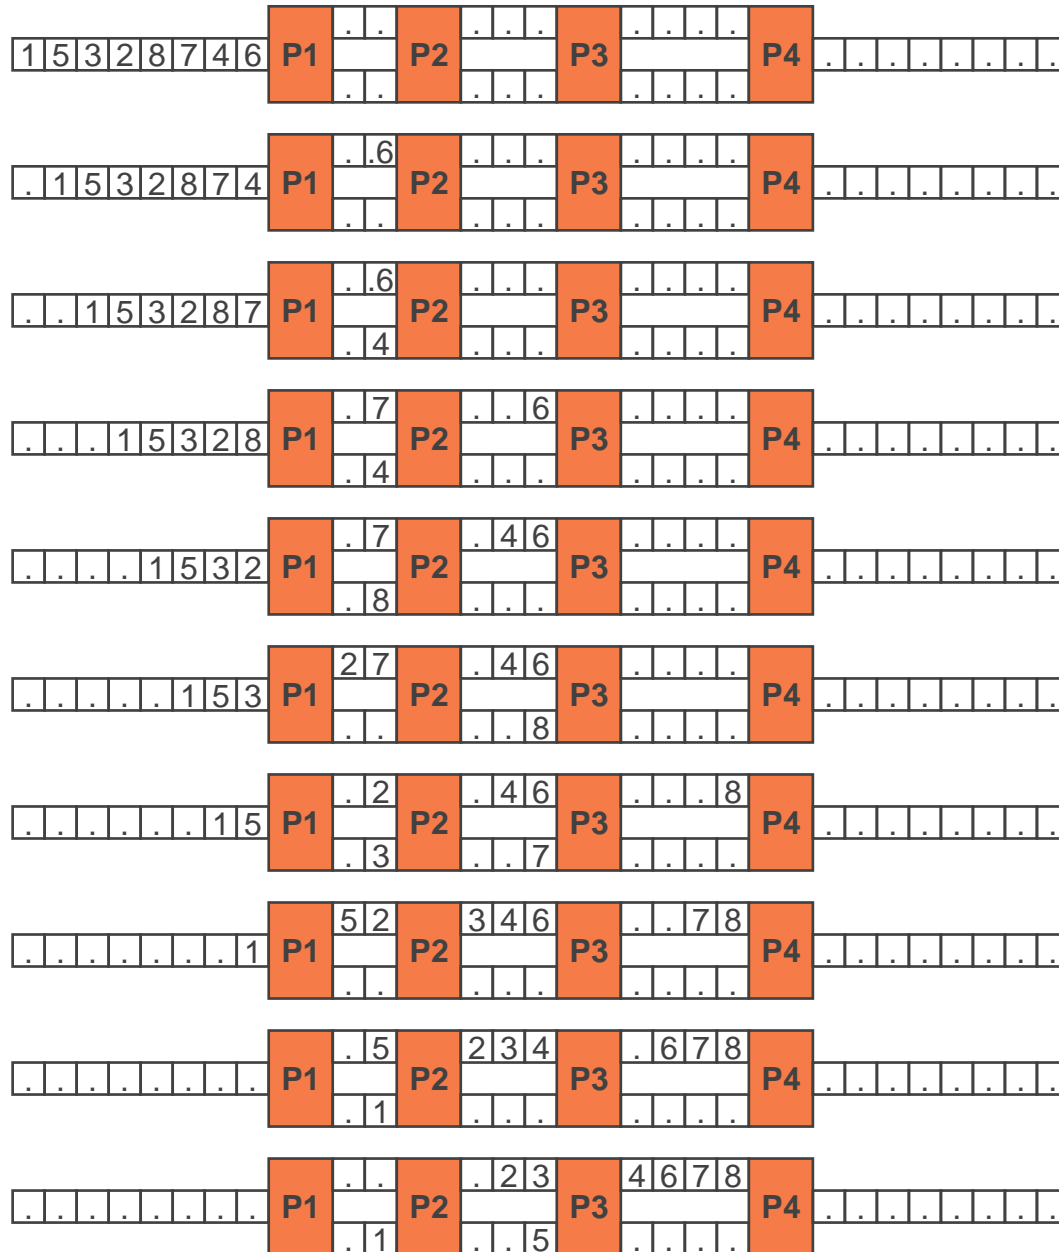 . . . . . . . . .
1 5 3 2 8 7 4 6 P1 P2 P3 P4 . . . . . . . .
. . . . . . . . .
. .6 . . . . . . .
. 1 5 3 2 8 7 4 P1 P2 P3 P4 . . . . . . . .
. . . . . . . . .
. .6 . . . . . . .
. . 1 5 3 2 8 7 P1 P2 P3 P4 . . . . . . . .
. 4 . . . . . . .
. 7 . . 6 . . . .
. . . 1 5 3 2 8 P1 P2 P3 P4 . . . . . . . .
. 4 . . . . . . .
. 7 . 4 6 . . . .
. . . . 1 5 3 2 P1 P2 P3 P4 . . . . . . . .
. 8 . . . . . . .
2 7 . 4 6 . . . .
. . . . . 1 5 3 P1 P2 P3 P4 . . . . . . . .
. . . . 8 . . . .
. 2 . 4 6 . . . 8
. . . . . . 1 5 P1 P2 P3 P4 . . . . . . . .
. 3 . . 7 . . . .
5 2 3 4 6 . . 7 8
. . . . . . . 1 P1 P2 P3 P4 . . . . . . . .
. . . . . . . . .
. 5 2 3 4 . 6 7 8
. . . . . . . . P1 P2 P3 P4 . . . . . . . .
. 1 . . . . . . .
. . . 2 3 4 6 7 8
. . . . . . . . P1 P2 P3 P4 . . . . . . . .
. 1 . . 5 . . . .